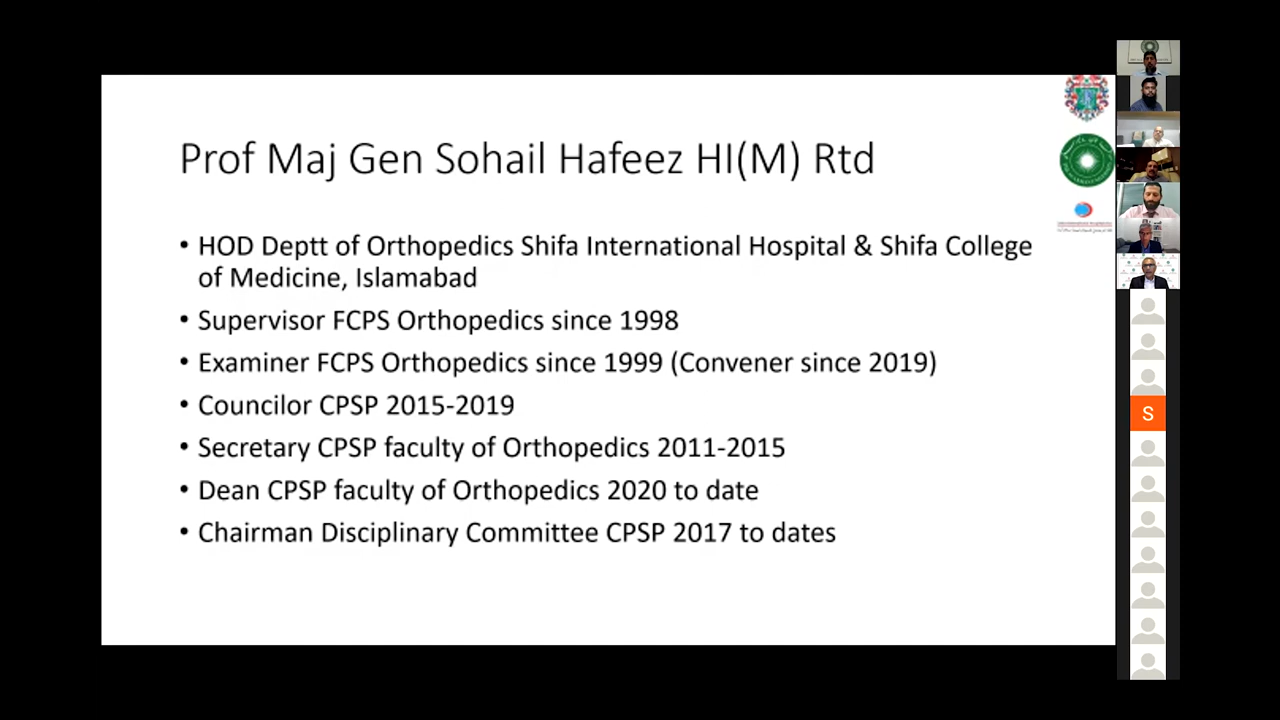 Prof Maj Gen Sohail Hafeez HI(M) Rtd
• HOD Deptt of Orthopedics Shifa International Hospital & Shifa College
of Medicine, Islamabad
• Supervisor FCPS Orthopedics since 1998
• Examiner FCPS Orthopedics since 1999 (Convener since 2019)
• Councilor CPSP 2015-2019
• Secretary CPSP faculty of Orthopedics 2011-2015
• Dean CPSP faculty of Orthopedics 2020 to date
• Chairman Disciplinary Committee CPSP 2017 to dates
S